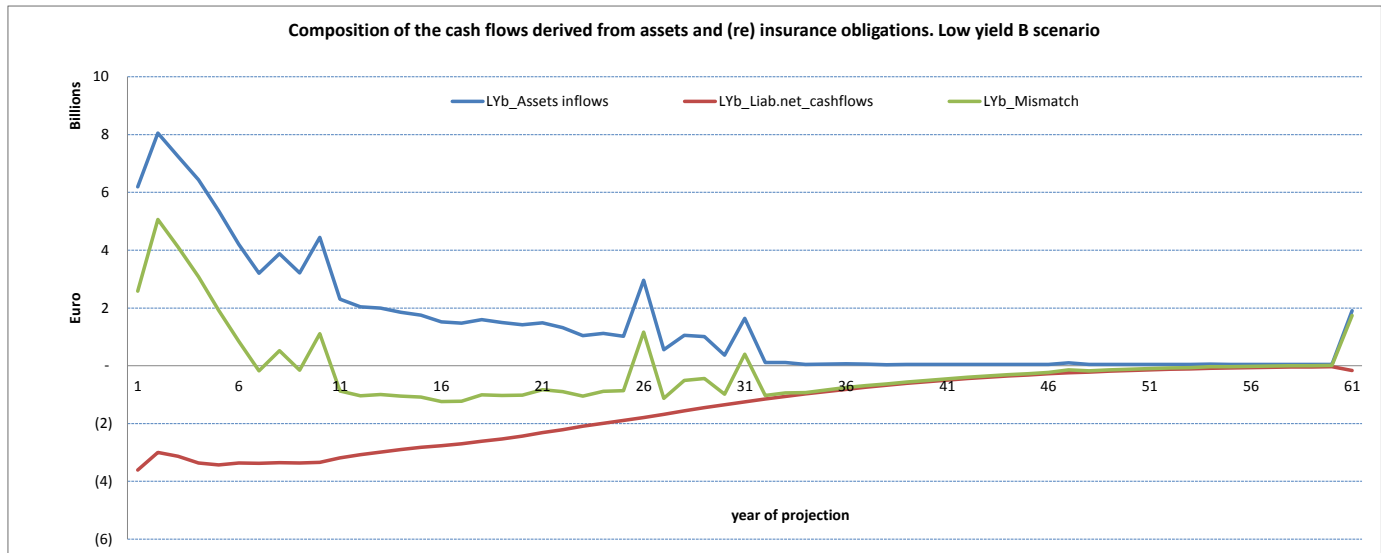 Composition of the cash flows derived from assets and (re) insurance obligations. Low yield B scenario
Billions
Euro
10
8
6
4
2
-
(2)
(4)
(6)
LYb_Assets inflows LYb_Liab.net_cashflows LYb_Mismatch
1 6 11 16 21 26 31 36 41 46 51 56 61
year of projection